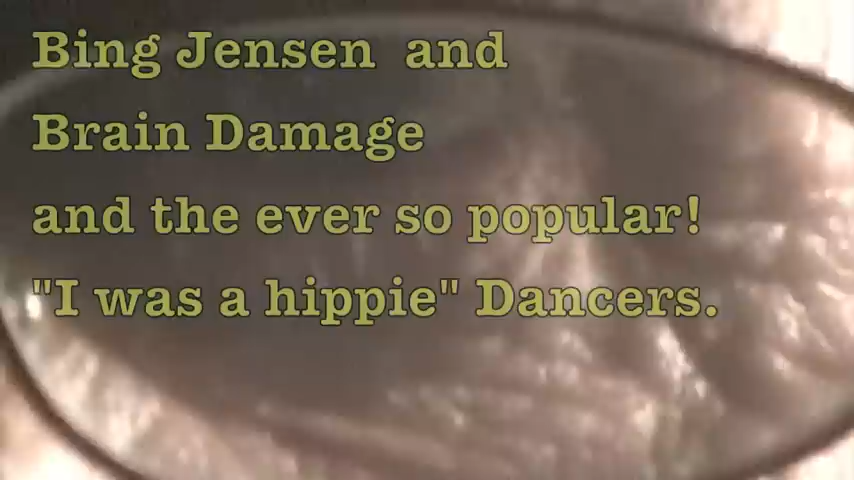 Bing Jensen and
Brain Damage
and the ever so popular!
"I was a hippie" Dancers.